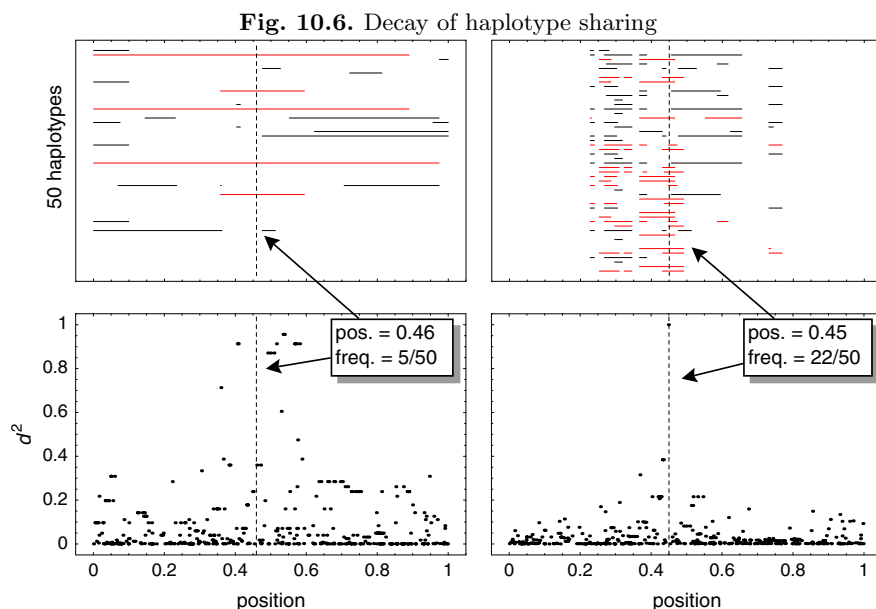 Fig. 10.6. Decay of haplotype sharing
50 haplotypes
pos. = 0.46
freq. = 5/50
pos. = 0.45
freq. = 22/50
d²
1
0.8
0.6
0.4
0.2
0
0 0.2 0.4 0.6 0.8 1
0 0.2 0.4 0.6 0.8 1
position
position